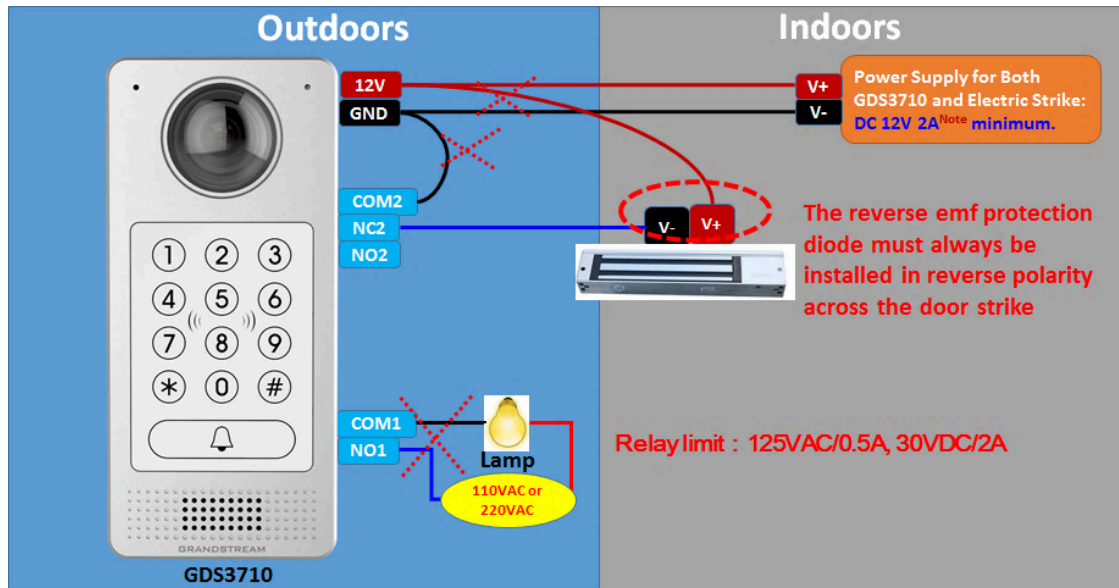 Outdoors
Indoors
12V
GND
V+
V-
Power Supply for Both
GDS3710 and Electric Strike:
DC 12V 2A Note minimum.
COM2
NC2
NO2
V-
V+
The reverse emf protection
diode must always be
installed in reverse polarity
across the door strike
1 2 3
4 5 6
7 8 9
* 0 #
COM1
NO1
Lamp
110VAC or
220VAC
Relay limit : 125VAC/0.5A, 30VDC/2A
GRANDSTREAM
GDS3710